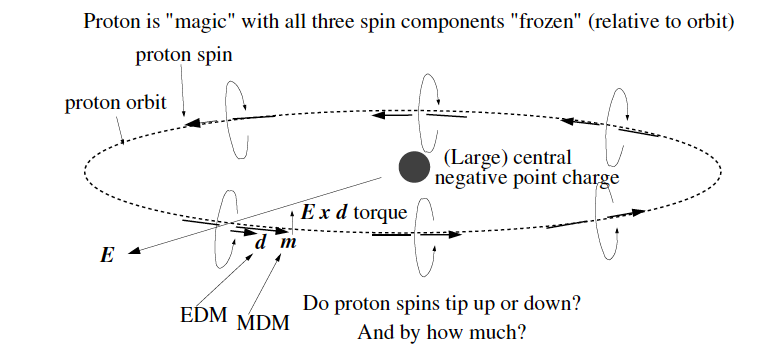 Proton is "magic" with all three spin components "frozen" (relative to orbit)
proton spin
proton orbit
(Large) central
negative point charge
E x d torque
E
d m
EDM
MDM
Do proton spins tip up or down?
And by how much?